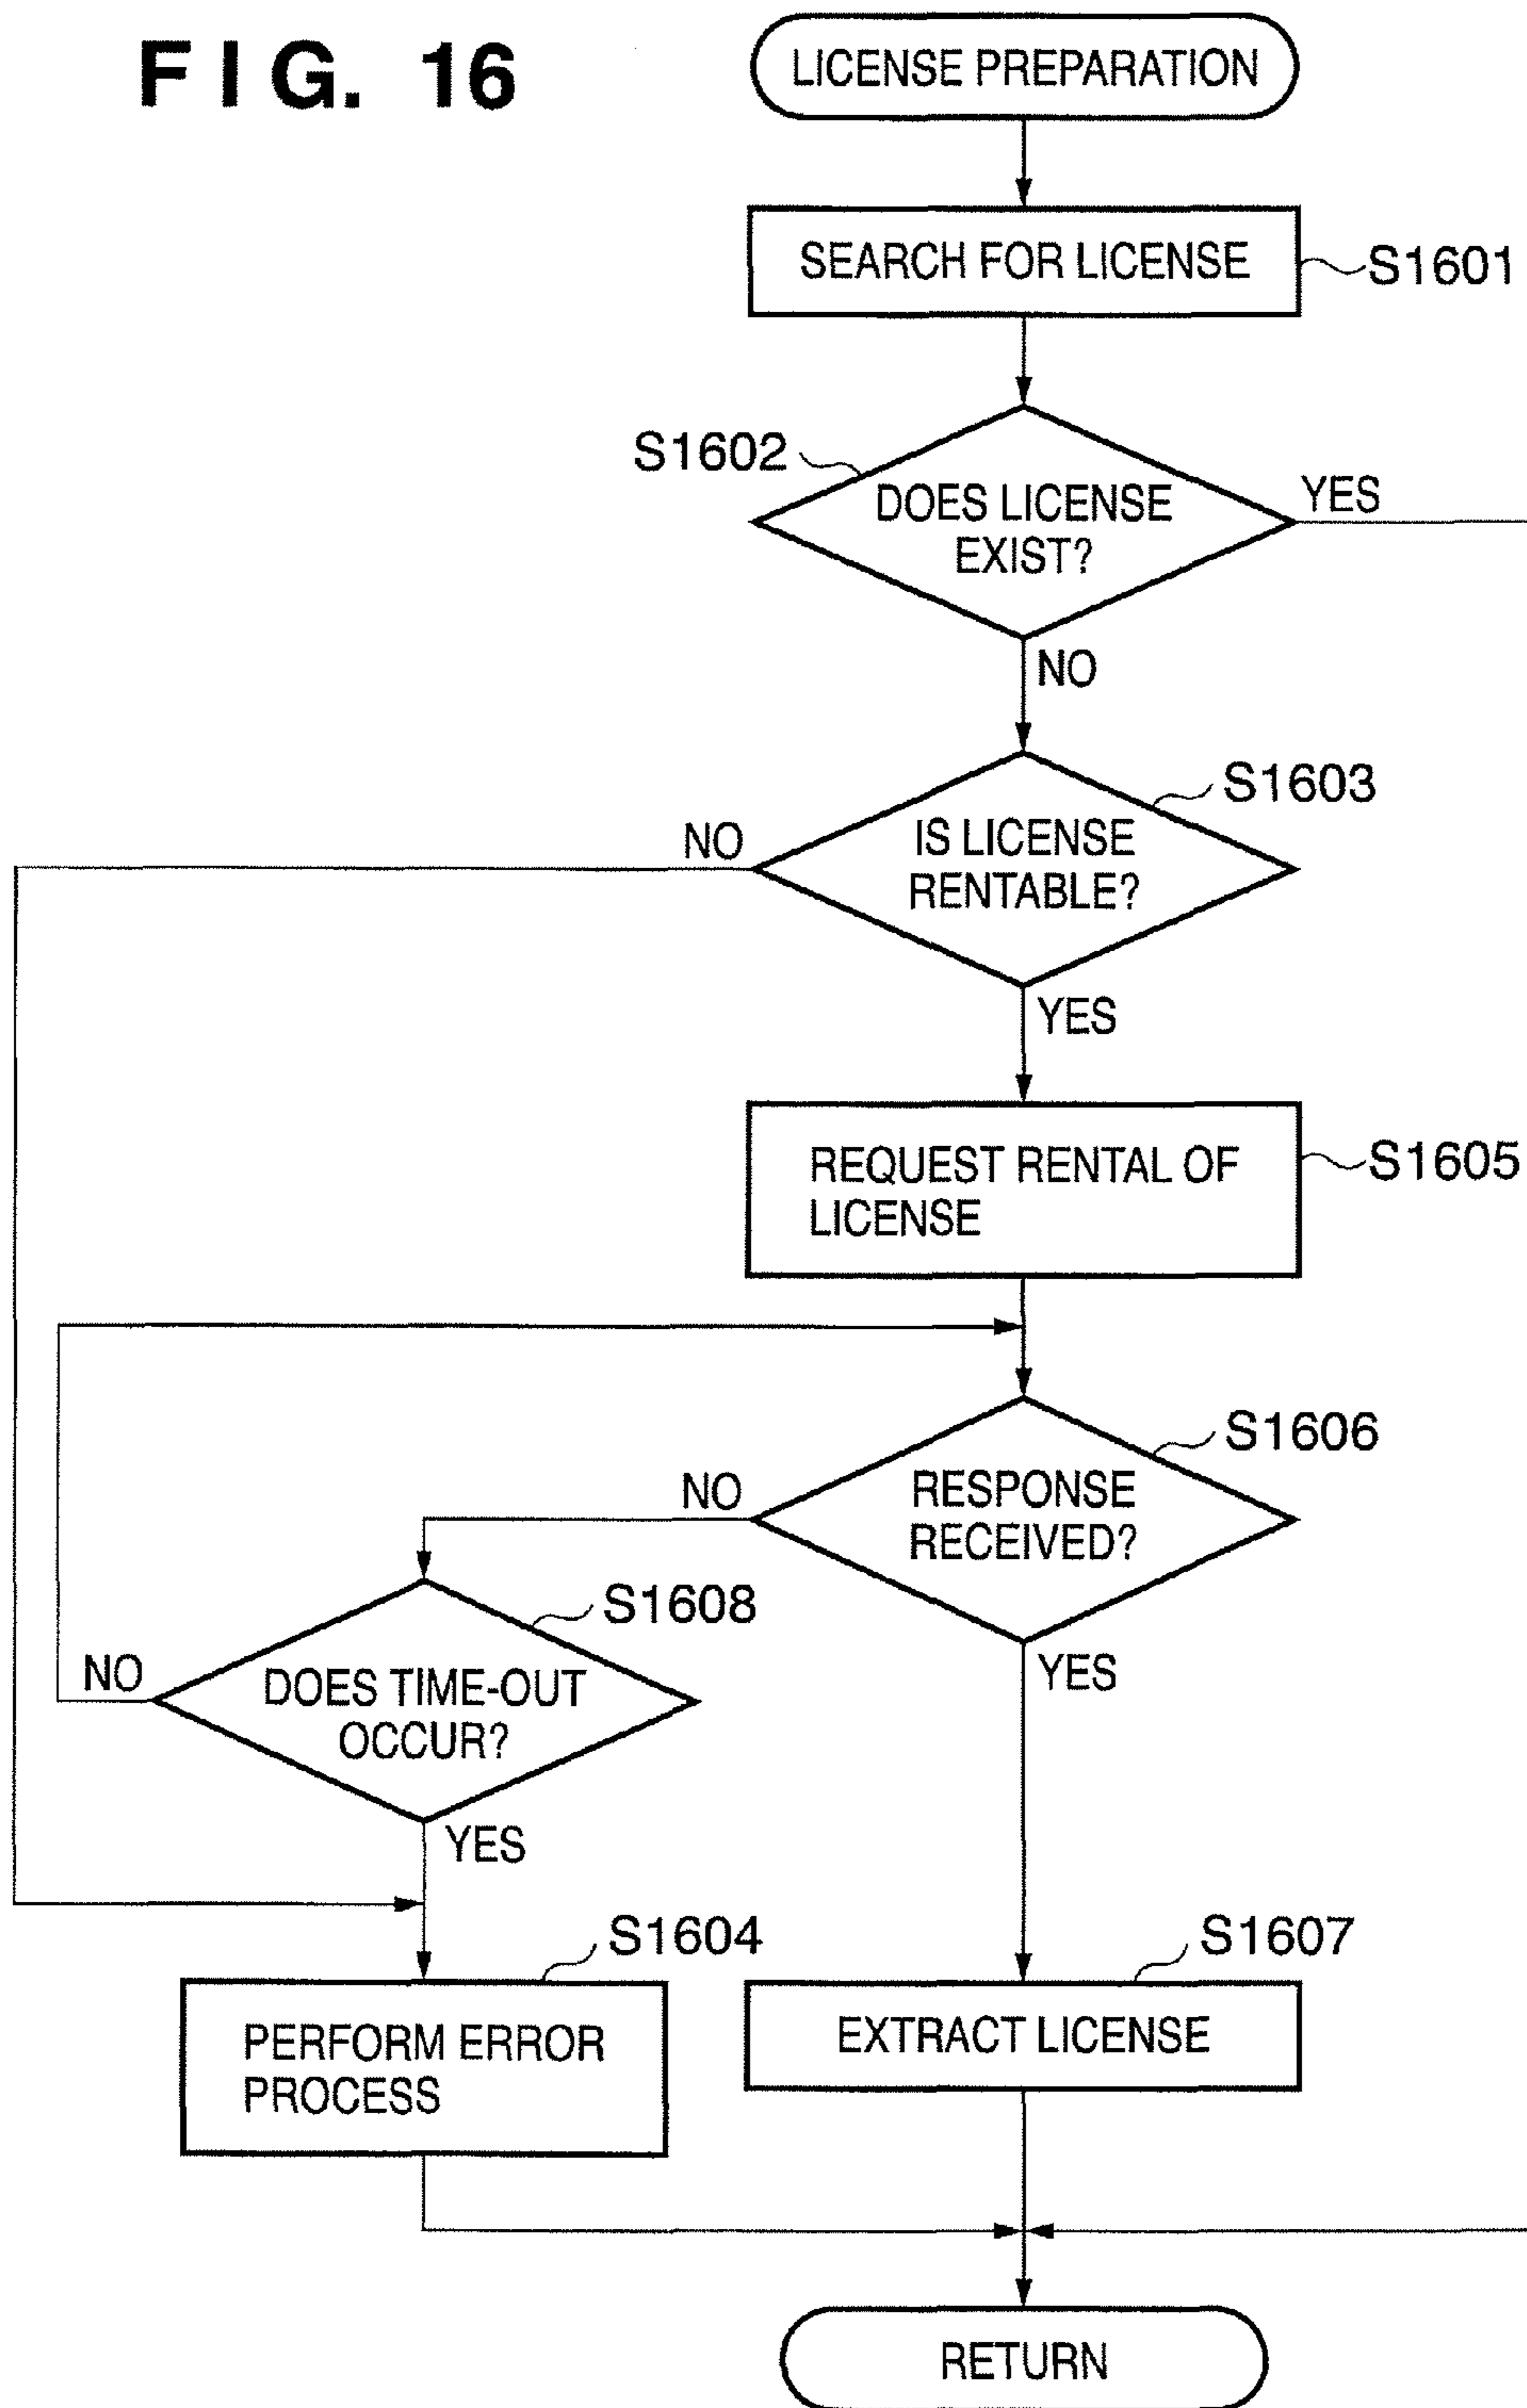 FIG. 16
LICENSE PREPARATION
SEARCH FOR LICENSE
S1601
S1602
DOES LICENSE
EXIST?
YES
NO
S1603
NO
IS LICENSE
RENTABLE?
YES
REQUEST RENTAL OF
LICENSE
S1605
S1606
NO
RESPONSE
RECEIVED?
YES
S1608
NO
DOES TIME-OUT
OCCUR?
YES
S1604
PERFORM ERROR
PROCESS
S1607
EXTRACT LICENSE
RETURN